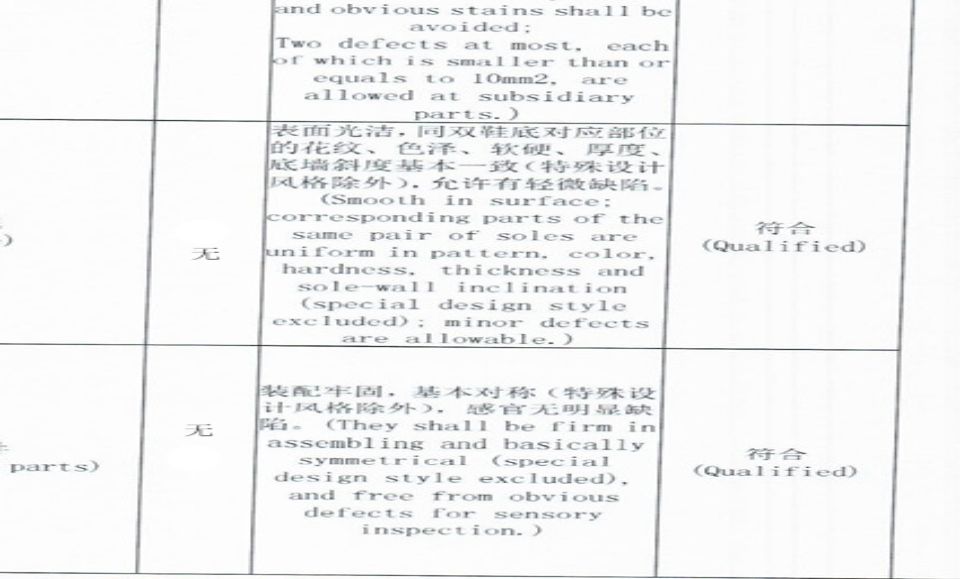 and obvious stains shall be
avoided;
Two defects at most, each
of which is smaller than or
equals to 10mm2, are
allowed at subsidiary
parts.)
)
无
表面光洁,同双鞋底对应部位
的花纹、色泽、软硬、厚度、
底墙斜度基本一致(特殊设计
风格除外),允许有轻微缺陷。
(Smooth in surface;
corresponding parts of the
same pair of soles are
uniform in pattern, color,
hardness, thickness and
sole-wall inclination
(special design style
excluded); minor defects
are allowable.)
符合
(Qualified)
parts)
无
装配牢固,基本对称(特殊设
计风格除外),感官无明显缺
陷。(They shall be firm in
assembling and basically
symmetrical (special
design style excluded),
and free from obvious
defects for sensory
inspection.)
符合
(Qualified)